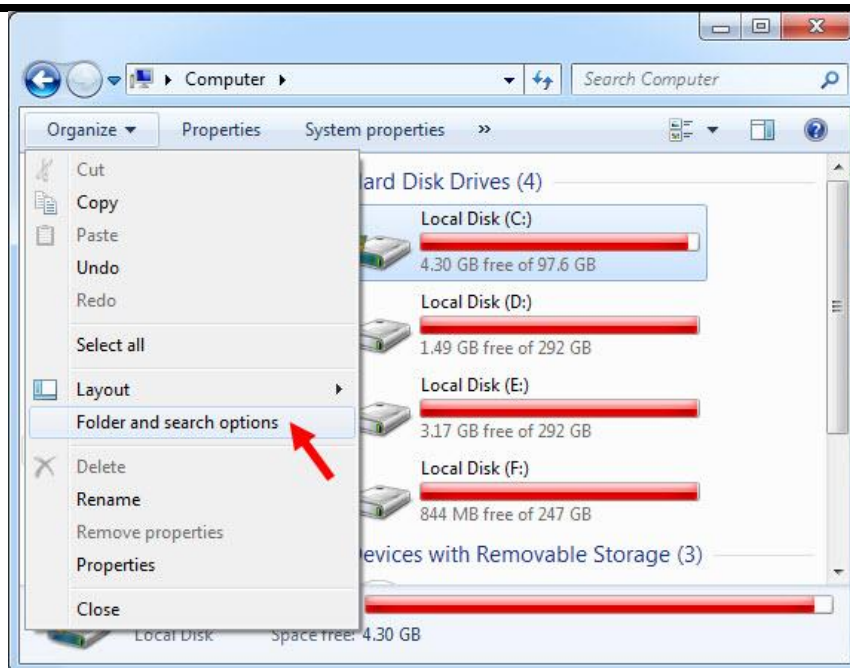 Computer
Search Computer
Organize
Properties
System properties
»
Cut
Copy
Paste
Undo
Redo
Select all
Layout
Folder and search options
Delete
Rename
Remove properties
Properties
Close
ard Disk Drives (4)
Local Disk (C:)
4.30 GB free of 97.6 GB
Local Disk (D:)
1.49 GB free of 292 GB
Local Disk (E:)
3.17 GB free of 292 GB
Local Disk (F:)
844 MB free of 247 GB
evices with Removable Storage (3)
Local Disk
Space free: 4.30 GB